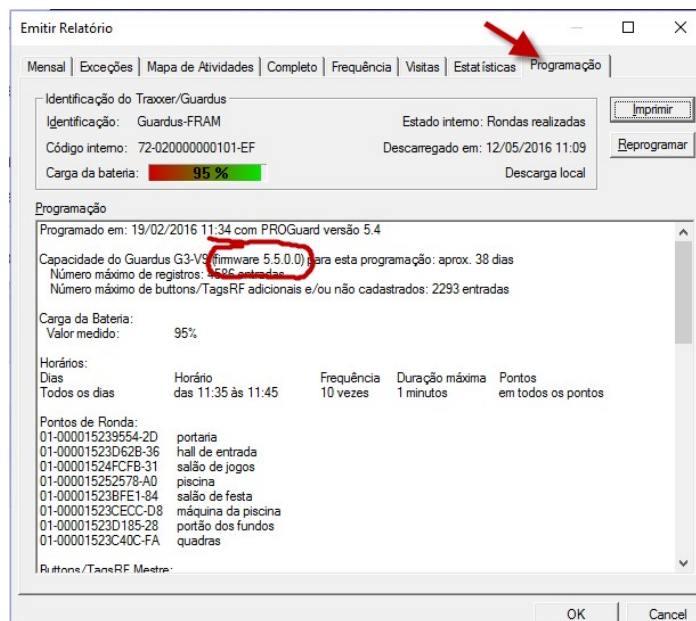 Emitir Relatório
Mensal Exceções Mapa de Atividades Completo Frequência Visitas Estatísticas Programação
Identificação do Traxxer/Guardus
Identificação: Guardus-FRAM Estado interno: Rondas realizadas
Código interno: 72-020000000101-EF Descarregado em: 12/05/2016 11:09
Carga da bateria: 95 % Descarga local
Imprimir
Reprogramar
Programação
Programado em: 19/02/2016 11:34 com PROGuard versão 5.4
Capacidade do Guardus G3-V9 (firmware 5.5.0.0) para esta programação: aprox. 38 dias
Número máximo de registros: 4586 entradas
Número máximo de buttons/TagsRF adicionais e/ou não cadastrados: 2293 entradas
Carga da Bateria:
Valor medido: 95%
Horários:
Dias Horário Frequência Duração máxima Pontos
Todos os dias das 11:35 às 11:45 10 vezes 1 minutos em todos os pontos
Pontos de Ronda:
01-000015239554-2D portaria
01-00001523D62B-36 hall de entrada
01-00001524FCFB-31 salão de jogos
01-000015252578-A0 piscina
01-00001523BFE1-84 salão de festa
01-00001523CECC-D8 máquina da piscina
01-00001523D185-28 portão dos fundos
01-00001523C40C-FA quadras
Buttons/TagsRF Mestre:
OK Cancel